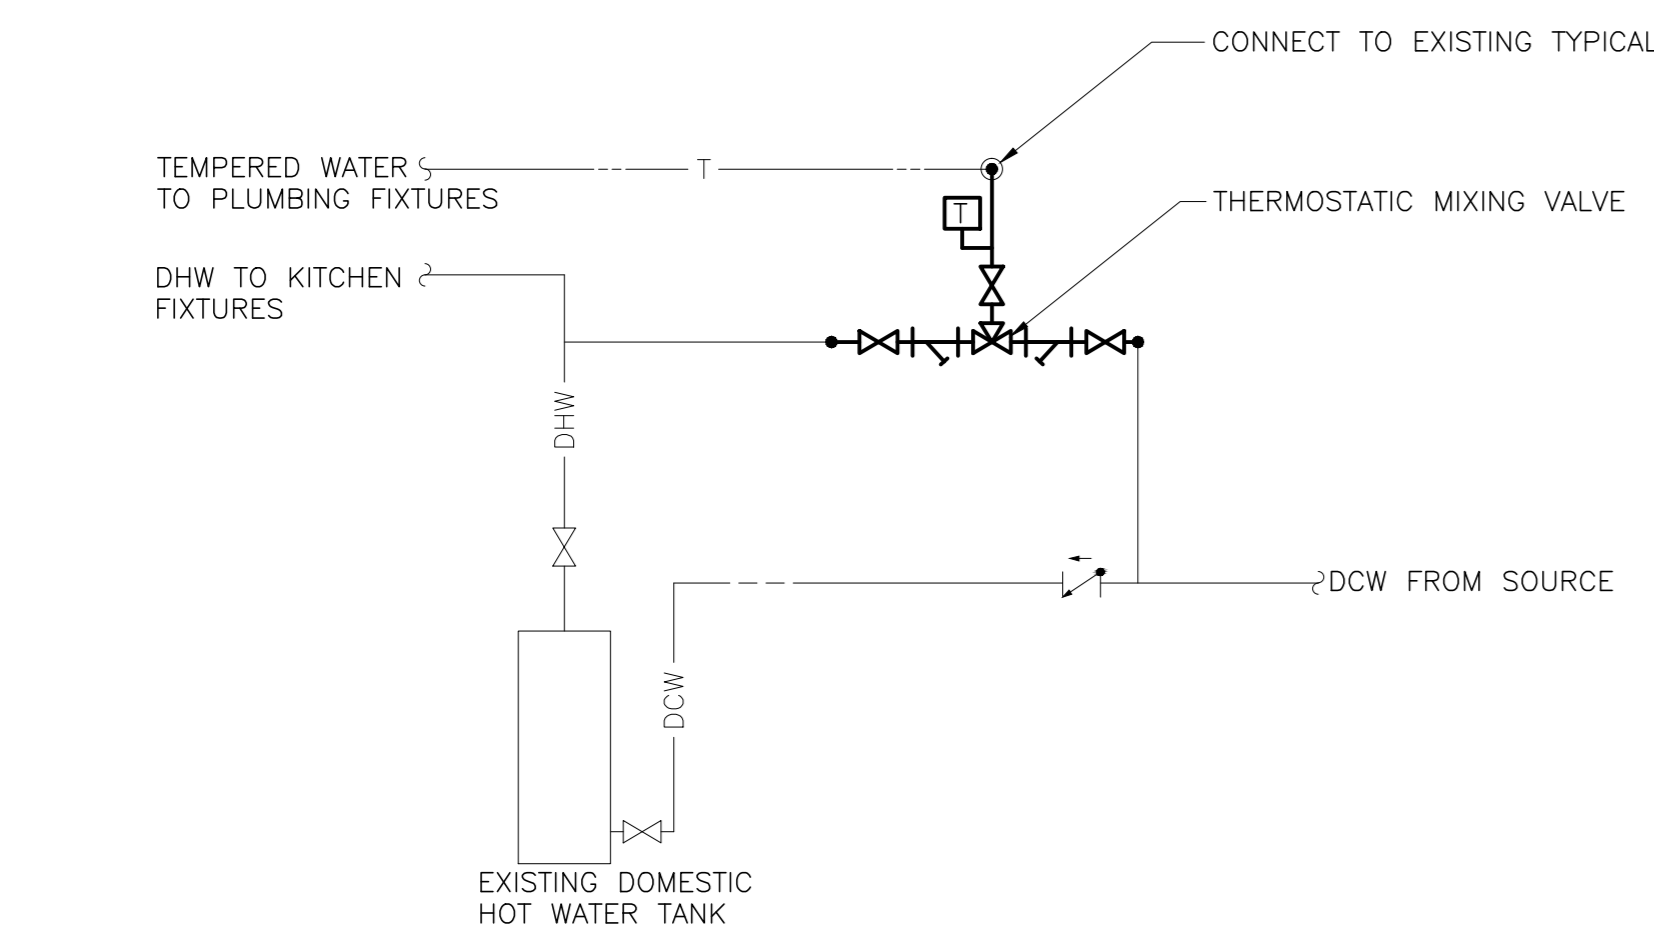 CONNECT TO EXISTING TYPICAL
TEMPERED WATER
TO PLUMBING FIXTURES
T
THERMOSTATIC MIXING VALVE
T
DHW TO KITCHEN
FIXTURES
DHW
DCW FROM SOURCE
DCW
EXISTING DOMESTIC
HOT WATER TANK